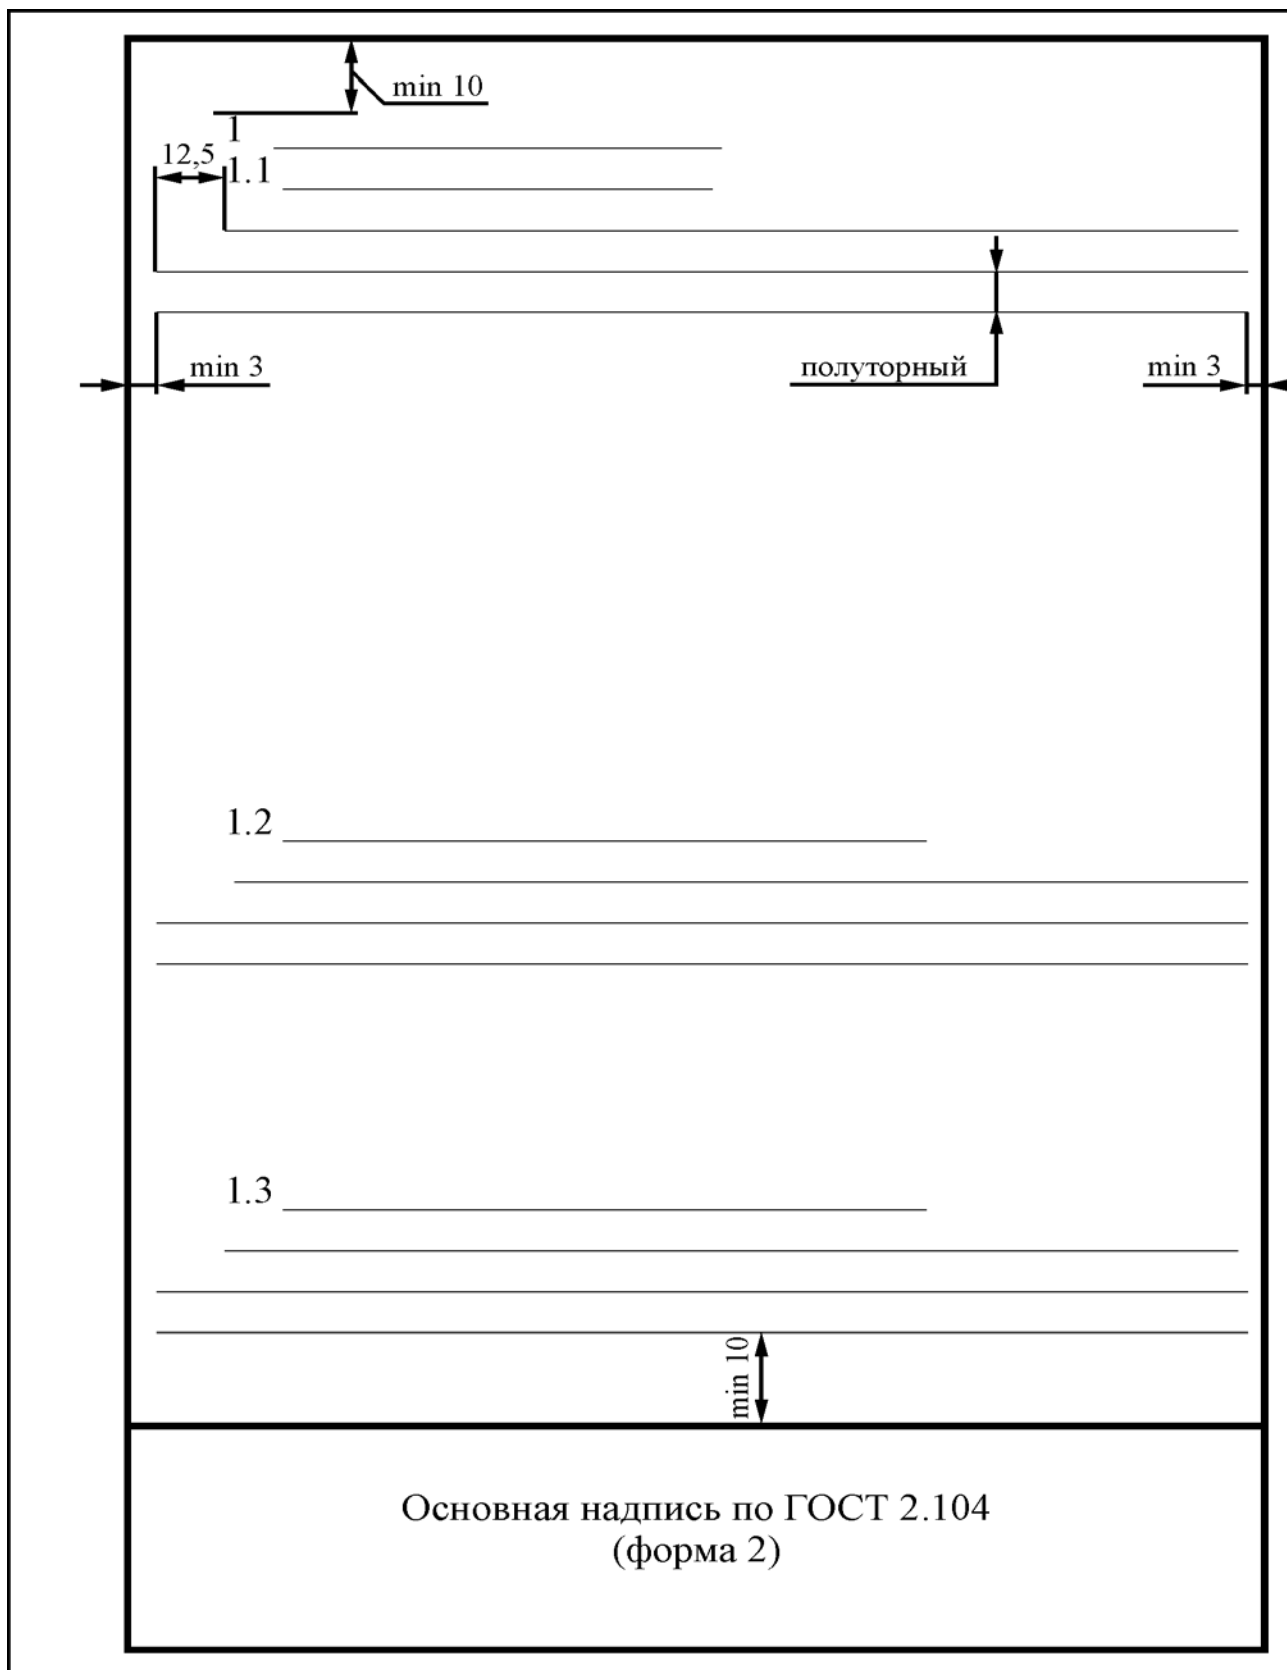 min 10
1
12,5
1.1
min 3
полуторный
min 3
1.2
1.3
min 10
Основная надпись по ГОСТ 2.104
(форма 2)